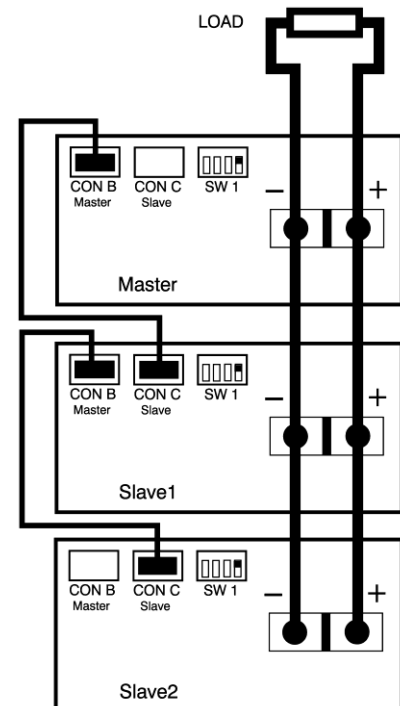 LOAD
CON B CON C SW 1
Master Slave
− +
Master
CON B CON C SW 1
Master Slave
− +
Slave1
CON B CON C SW 1
Master Slave
− +
Slave2